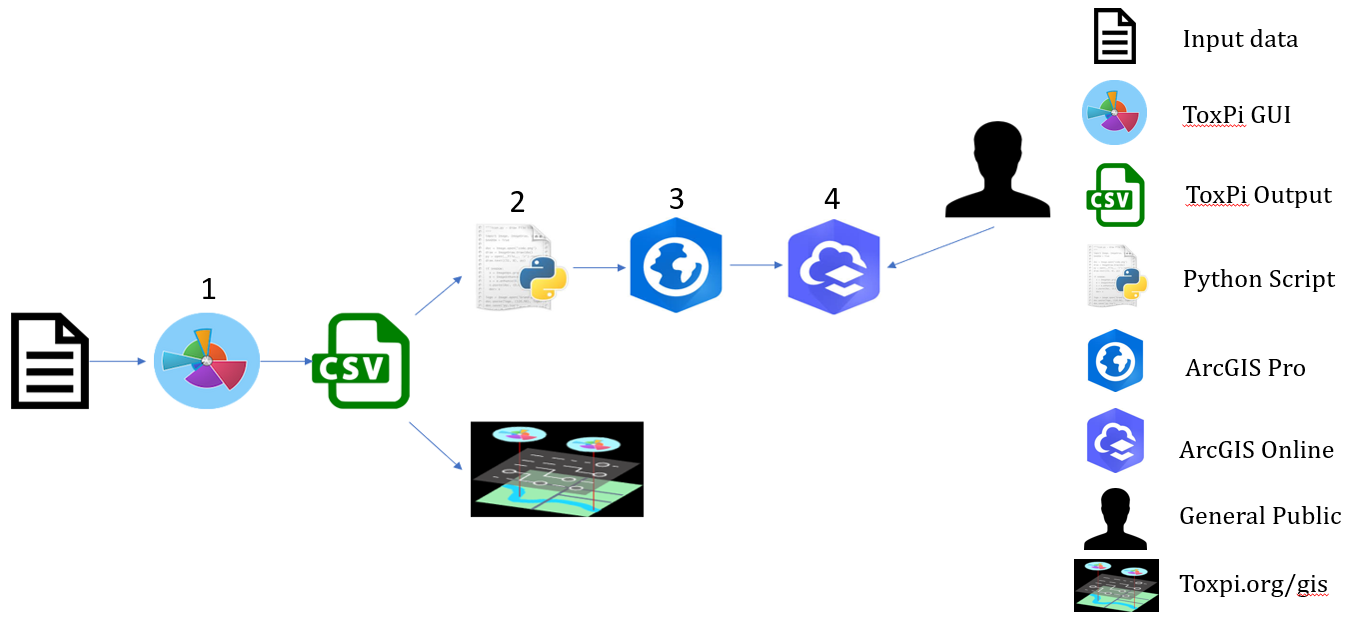 Input data
ToxPi GUI
ToxPi Output
Python Script
ArcGIS Pro
ArcGIS Online
General Public
Toxpi.org/gis
1
2
3
4
CSV
CSV